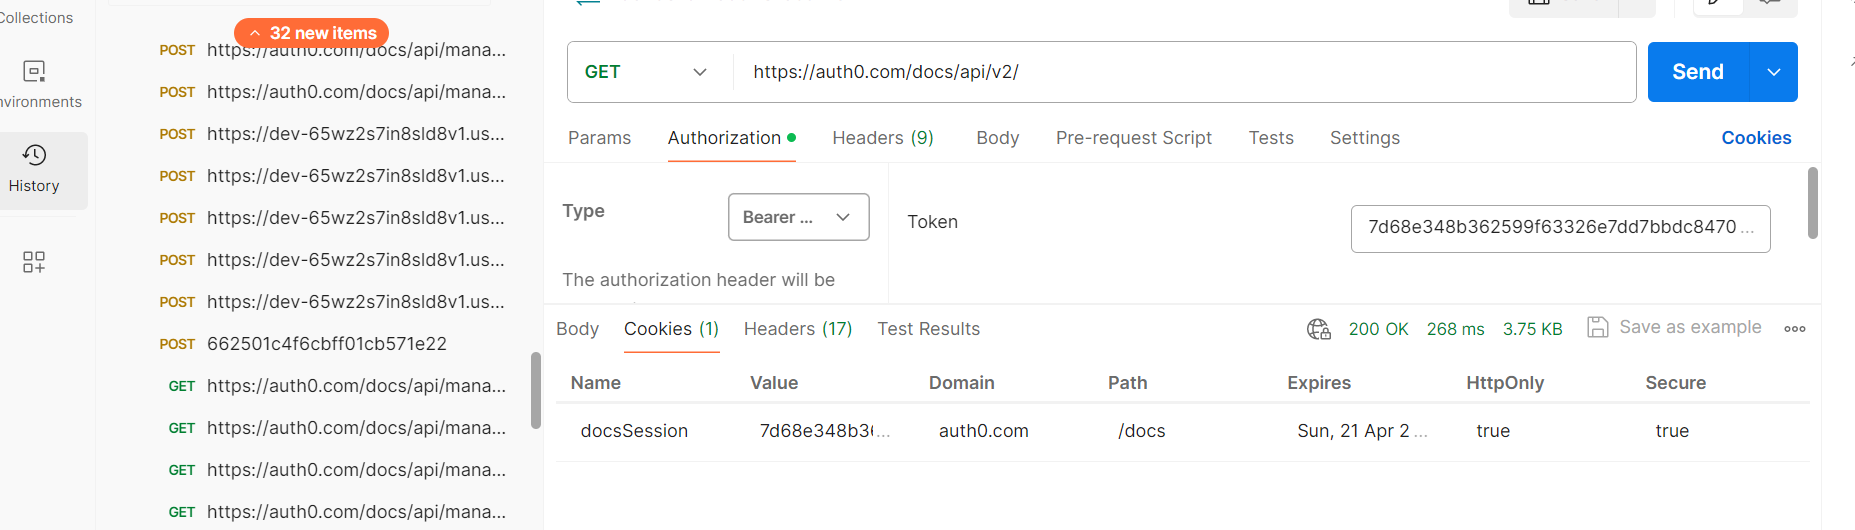 Collections
nvironments
History
32 new items
POST https://auth0.com/docs/api/mana...
POST https://auth0.com/docs/api/mana...
POST https://dev-65wz2s7in8sld8v1.us...
POST https://dev-65wz2s7in8sld8v1.us...
POST https://dev-65wz2s7in8sld8v1.us...
POST https://dev-65wz2s7in8sld8v1.us...
POST https://dev-65wz2s7in8sld8v1.us...
POST 662501c4f6cbff01cb571e22
GET https://auth0.com/docs/api/mana...
GET https://auth0.com/docs/api/mana...
GET https://auth0.com/docs/api/mana...
GET https://auth0.com/docs/api/mana...
GET https://auth0.com/docs/api/v2/ Send
Params Authorization Headers (9) Body Pre-request Script Tests Settings Cookies
Type Bearer ... Token 7d68e348b362599f63326e7dd7bbdc8470 ...
The authorization header will be
Body Cookies (1) Headers (17) Test Results 200 OK 268 ms 3.75 KB Save as example
Name Value Domain Path Expires HttpOnly Secure
docsSession 7d68e348b3(... auth0.com /docs Sun, 21 Apr 2 ... true true